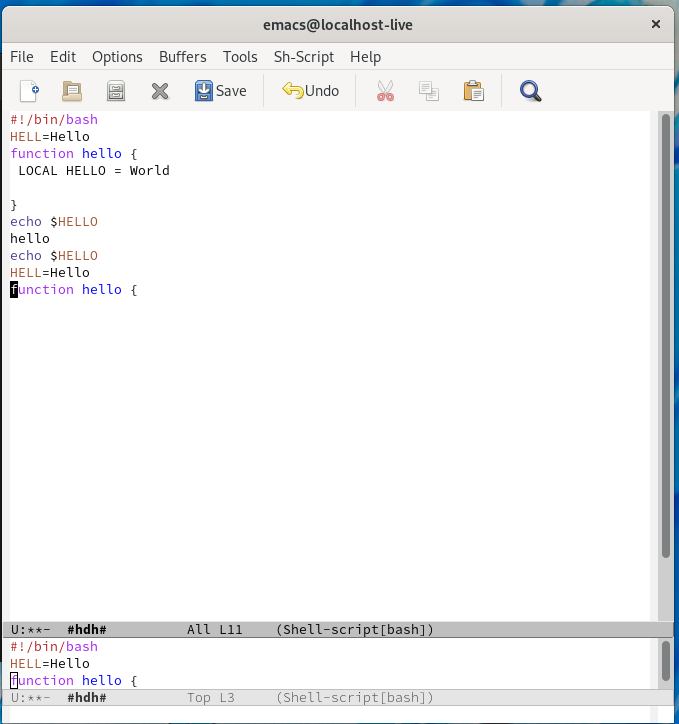 emacs@localhost-live ×
File Edit Options Buffers Tools Sh-Script Help
Save Undo
#!/bin/bash
HELL=Hello
function hello {
 LOCAL HELLO = World

}
echo $HELLO
hello
echo $HELLO
HELL=Hello
function hello {
U:**- #hdh# All L11 (Shell-script[bash])
#!/bin/bash
HELL=Hello
function hello {
U:**- #hdh# Top L3 (Shell-script[bash])